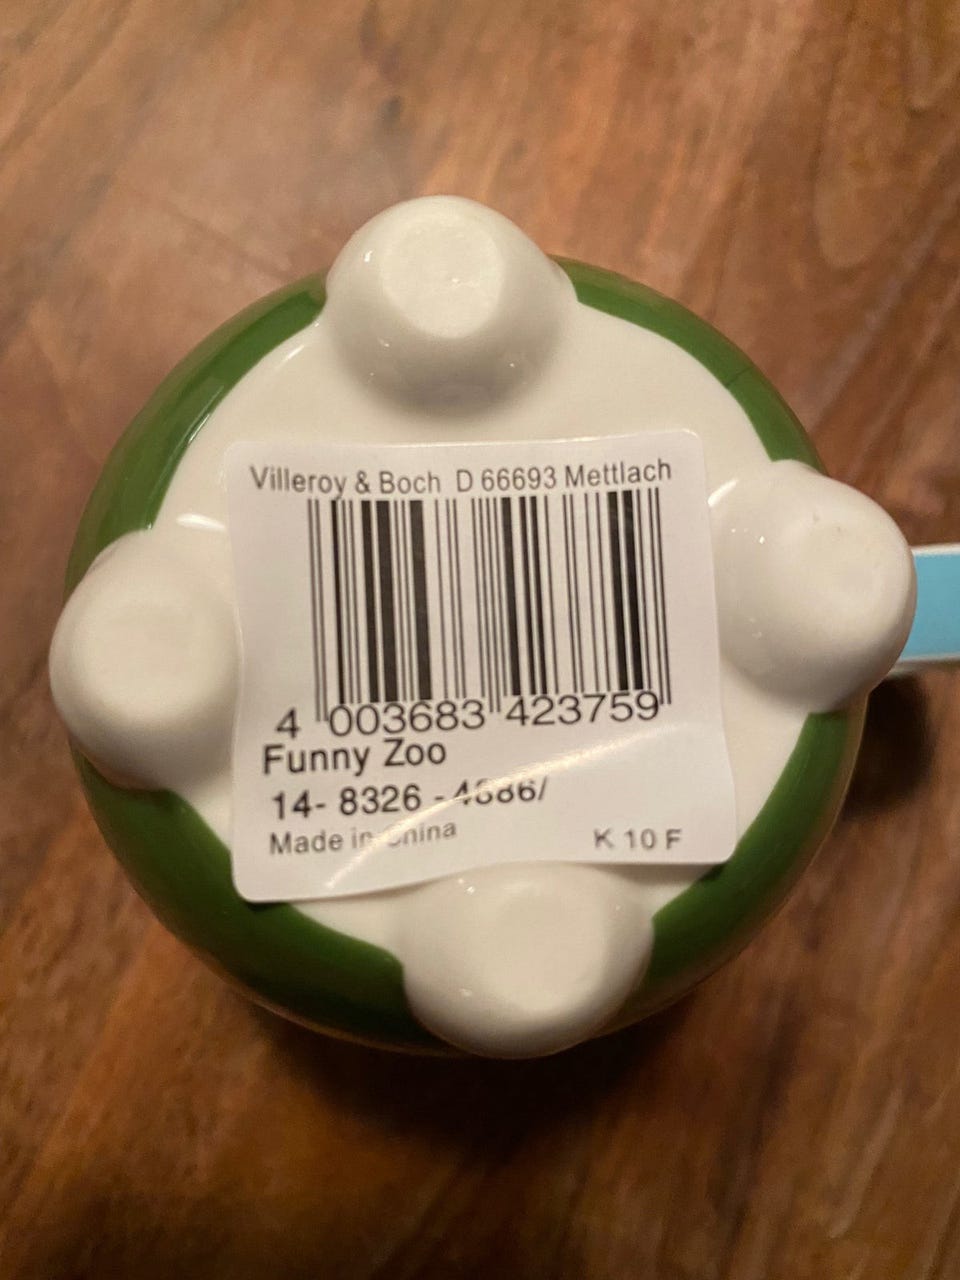 Villeroy & Boch D 66693 Mettlach
4 003683 423759
Funny Zoo
14- 8326 - 4886/
Made in China K 10 F